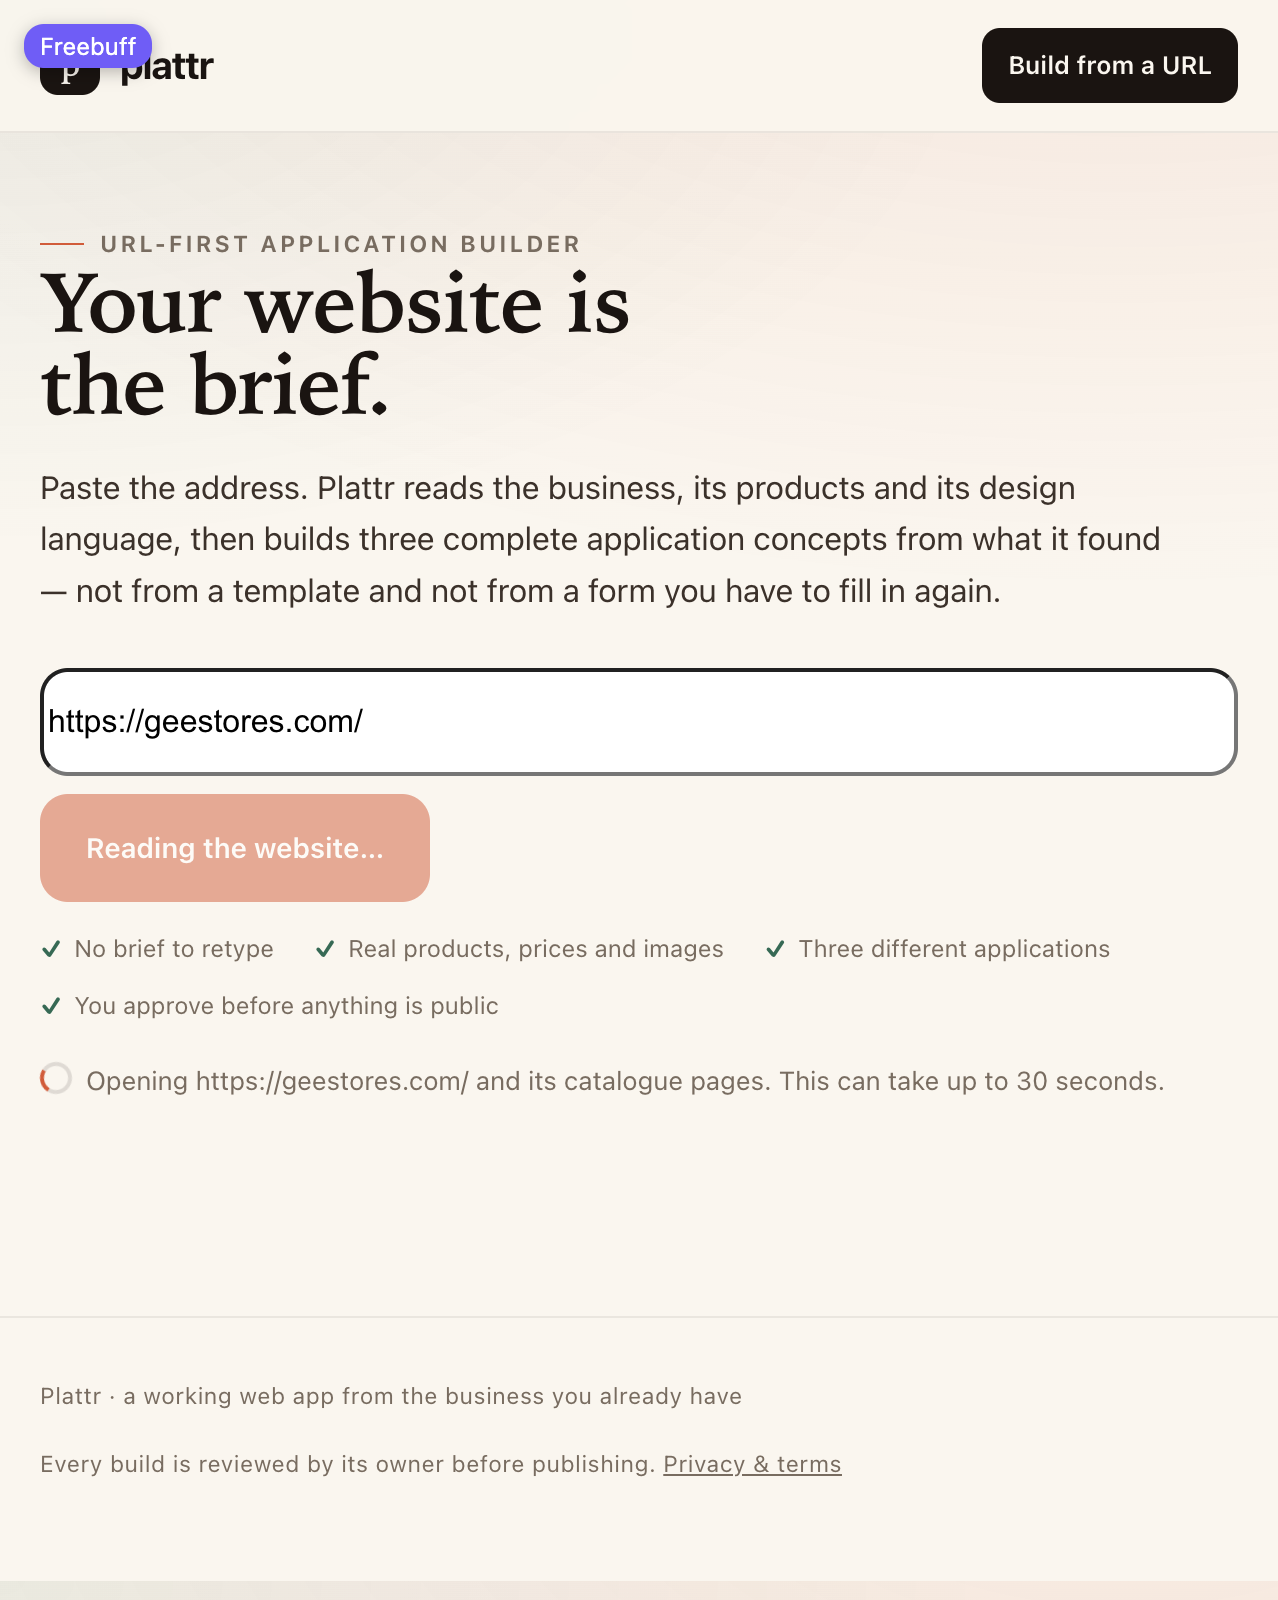 Freebuff
plattr
Build from a URL
URL-FIRST APPLICATION BUILDER
Your website is
the brief.
Paste the address. Plattr reads the business, its products and its design
language, then builds three complete application concepts from what it found
— not from a template and not from a form you have to fill in again.
https://geestores.com/
Reading the website...
No brief to retype
Real products, prices and images
Three different applications
You approve before anything is public
Opening https://geestores.com/ and its catalogue pages. This can take up to 30 seconds.
Plattr · a working web app from the business you already have
Every build is reviewed by its owner before publishing. Privacy & terms